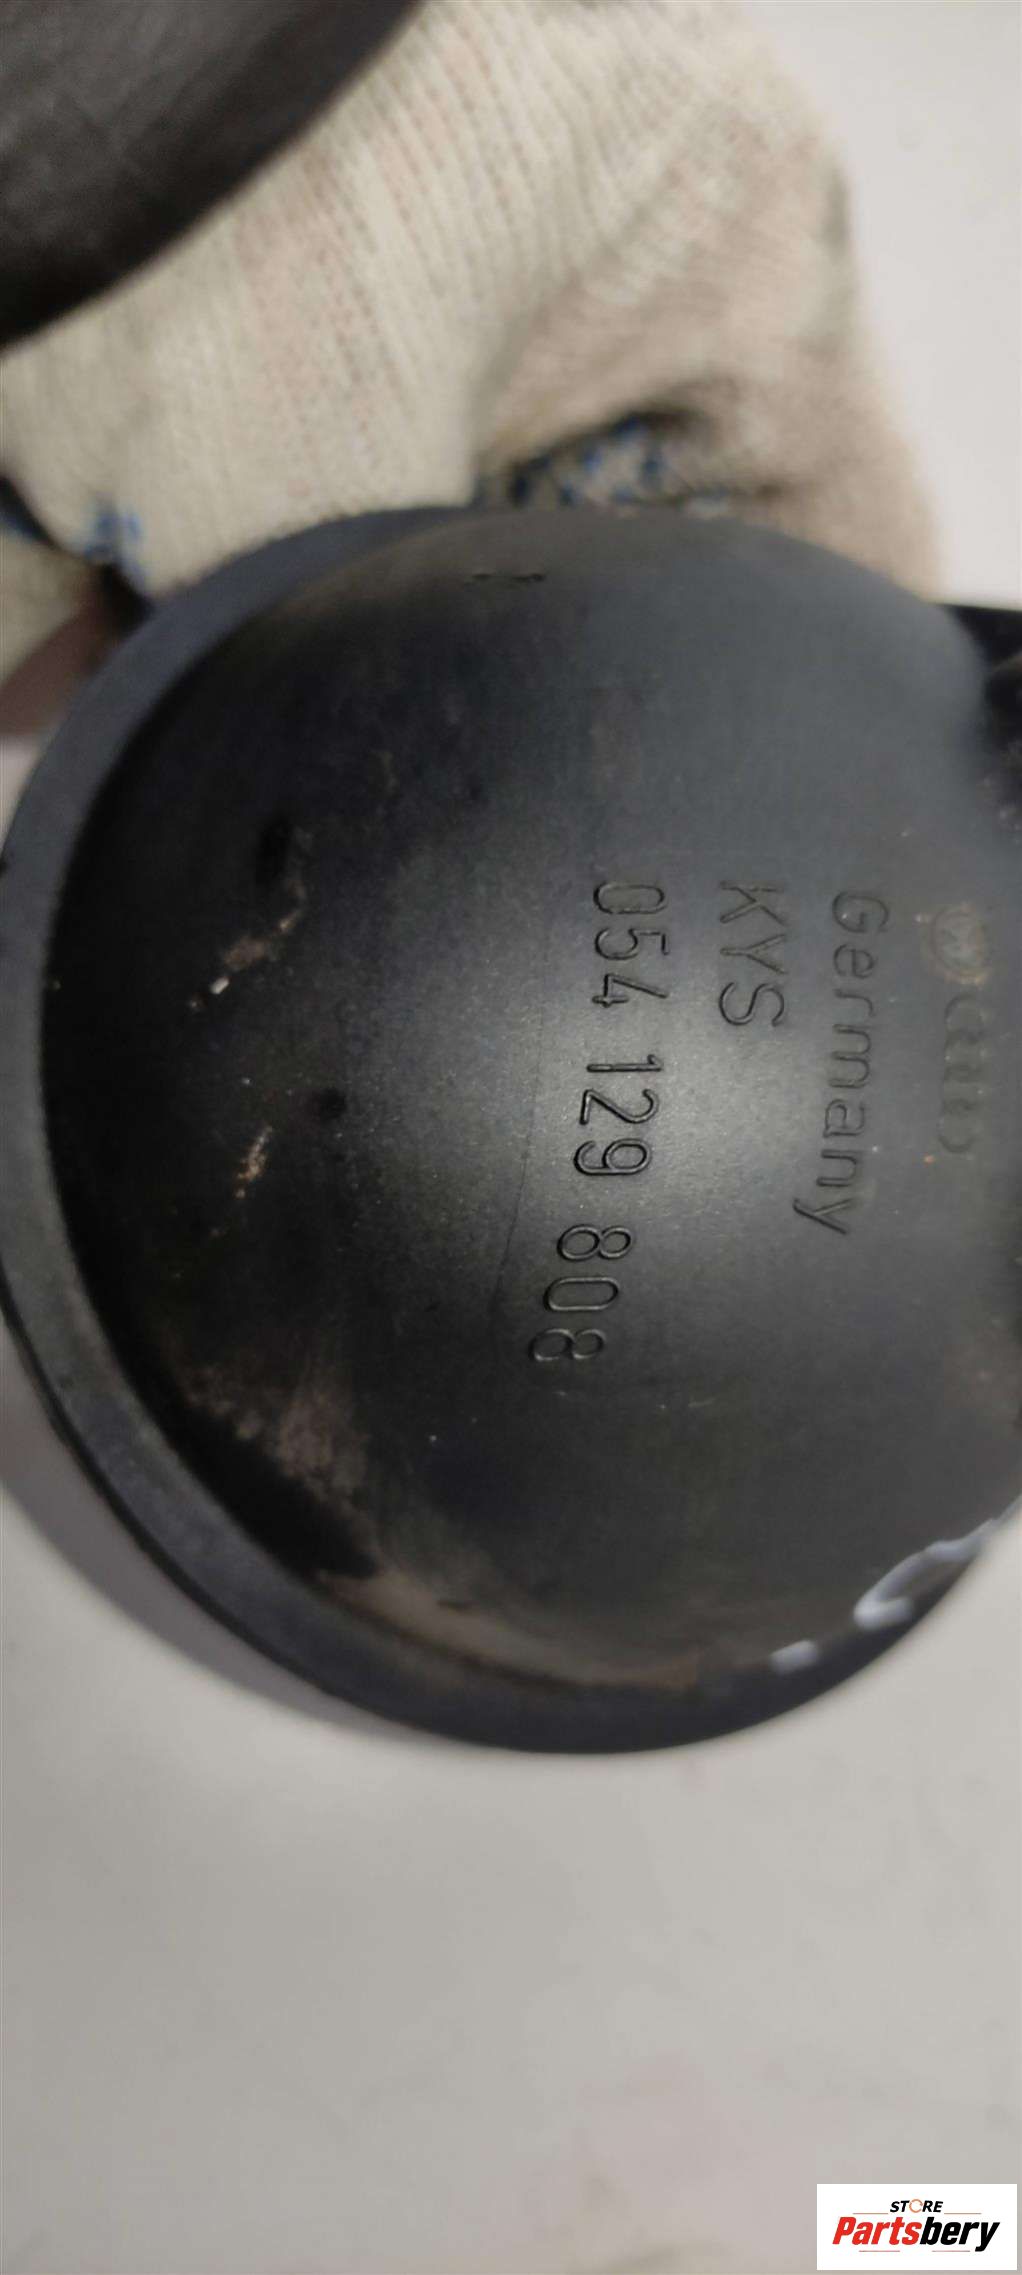 Germany
KYS
054 129 808
STORE
Partsbery